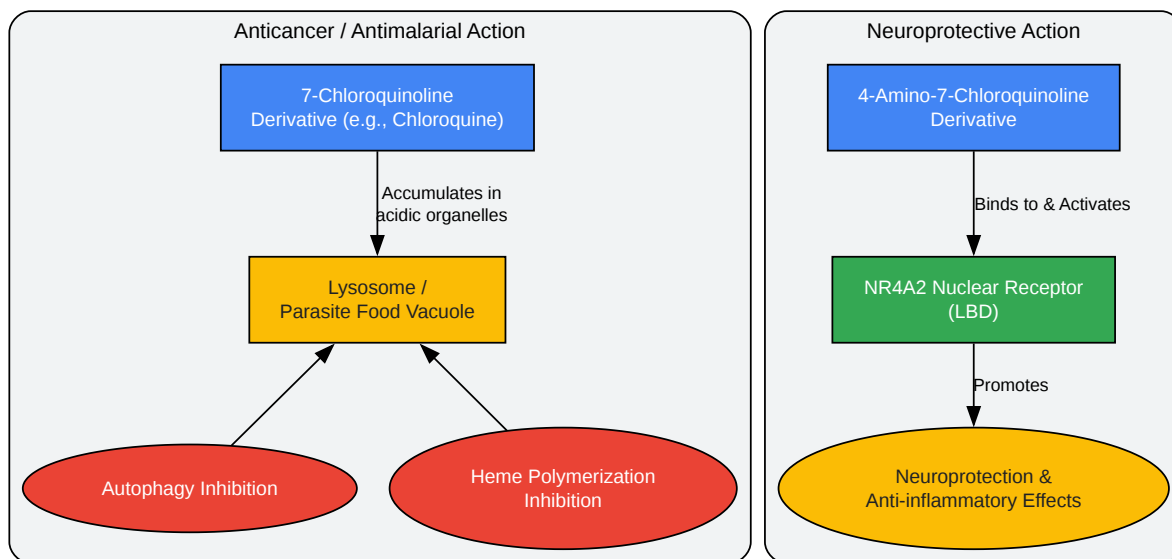 Anticancer / Antimalarial Action
7-Chloroquinoline
Derivative (e.g., Chloroquine)
Accumulates in
acidic organelles
Lysosome /
Parasite Food Vacuole
Autophagy Inhibition
Heme Polymerization
Inhibition
Neuroprotective Action
4-Amino-7-Chloroquinoline
Derivative
Binds to & Activates
NR4A2 Nuclear Receptor
(LBD)
Promotes
Neuroprotection &
Anti-inflammatory Effects